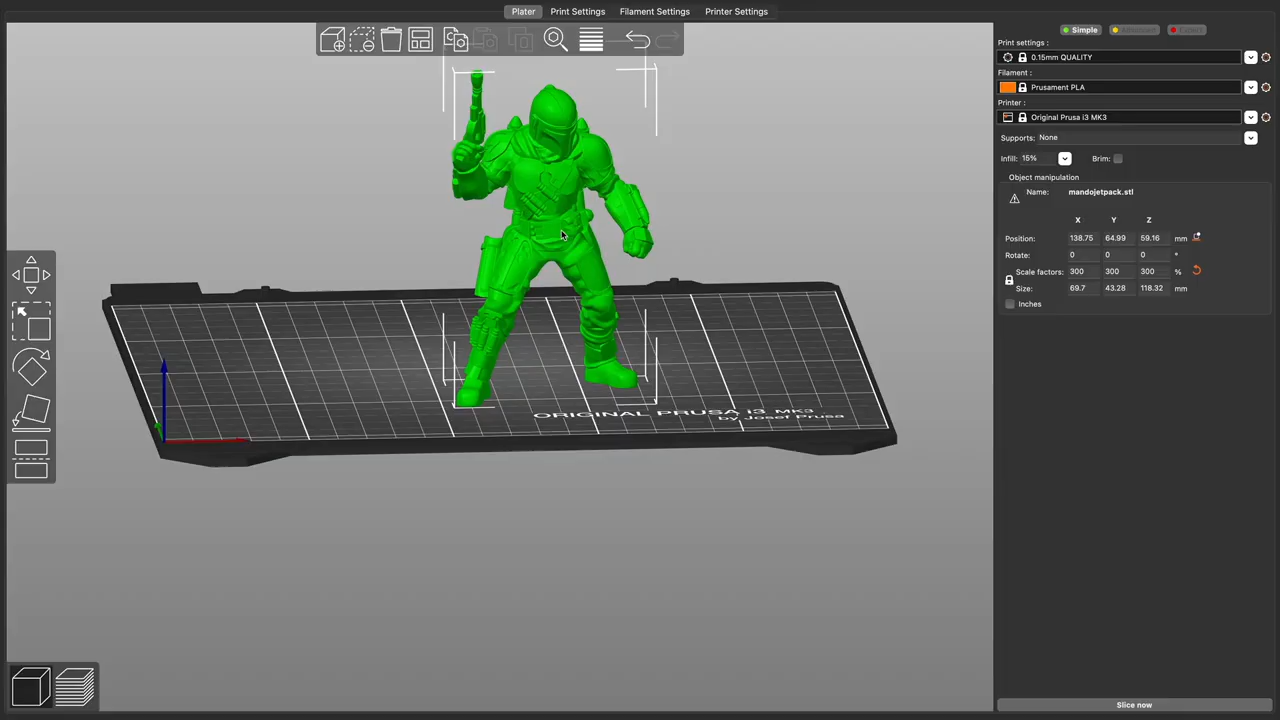 Plater Print Settings Filament Settings Printer Settings
Simple
Print settings :
0.15mm QUALITY
Filament :
Prusament PLA
Printer :
Original Prusa i3 MK3
Supports: None
Infill: 15% Brim:
Object manipulation
Name: mandojetpack.stl
X Y Z
Position: 138.75 64.99 59.16 mm
Rotate: 0 0 0 °
Scale factors: 300 300 300 %
Size: 69.7 43.28 118.32 mm
Inches
ORIGINAL PRUSA i3 MK3
by Josef Prusa
Slice now